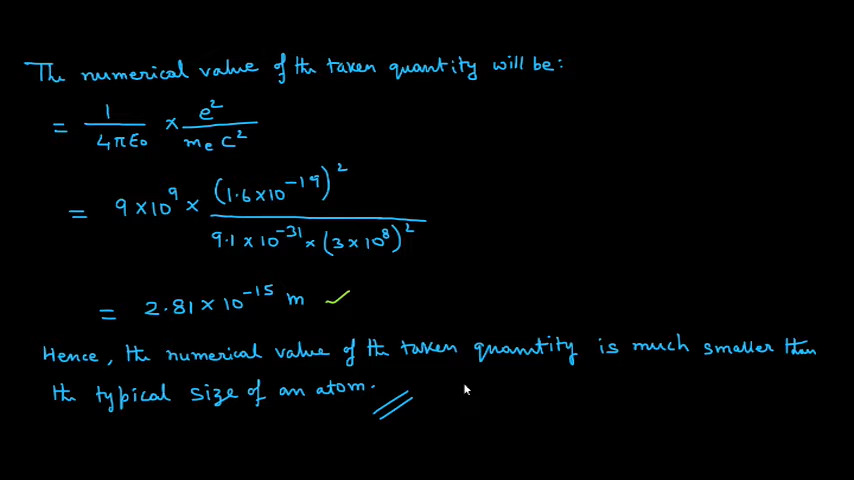 The numerical value of the taken quantity will be:
= 1/4πε₀ × e²/mₑ c²
= 9 × 10⁹ × (1.6 × 10⁻¹⁹)² / 9.1 × 10⁻³¹ × (3 × 10⁸)²
= 2.81 × 10⁻¹⁵ m ✓
Hence, the numerical value of the taken quantity is much smaller than
the typical size of an atom.